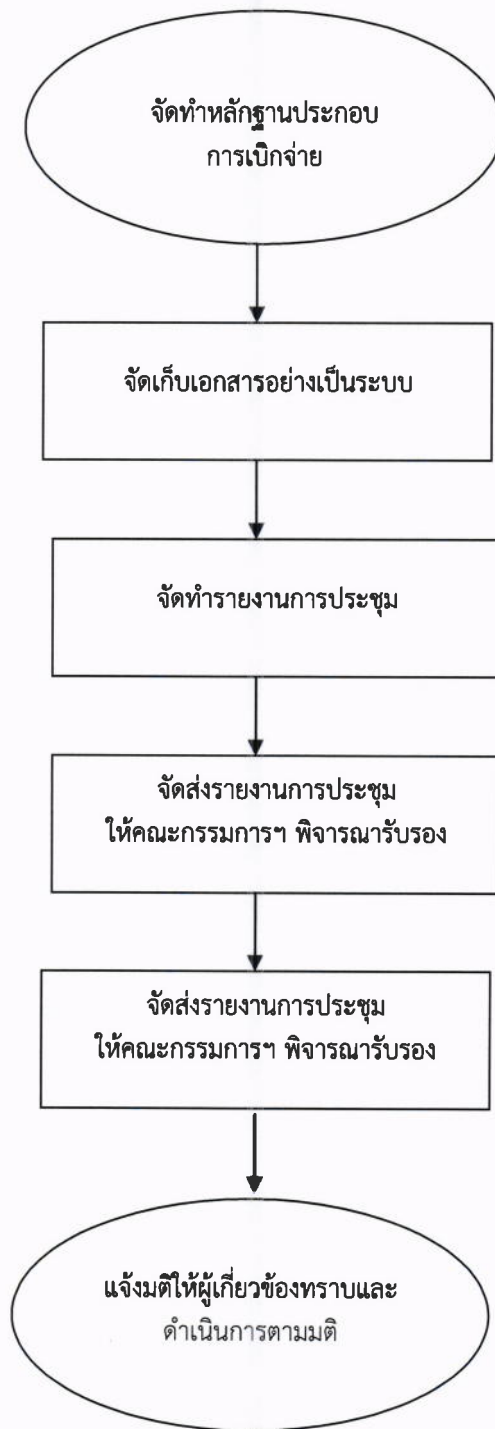 จัดทำหลักฐานประกอบ
การเบิกจ่าย
จัดเก็บเอกสารอย่างเป็นระบบ
จัดทำรายงานการประชุม
จัดส่งรายงานการประชุม
ให้คณะกรรมการฯ พิจารณารับรอง
จัดส่งรายงานการประชุม
ให้คณะกรรมการฯ พิจารณารับรอง
แจ้งมติให้ผู้เกี่ยวข้องทราบและ
ดำเนินการตามมติ